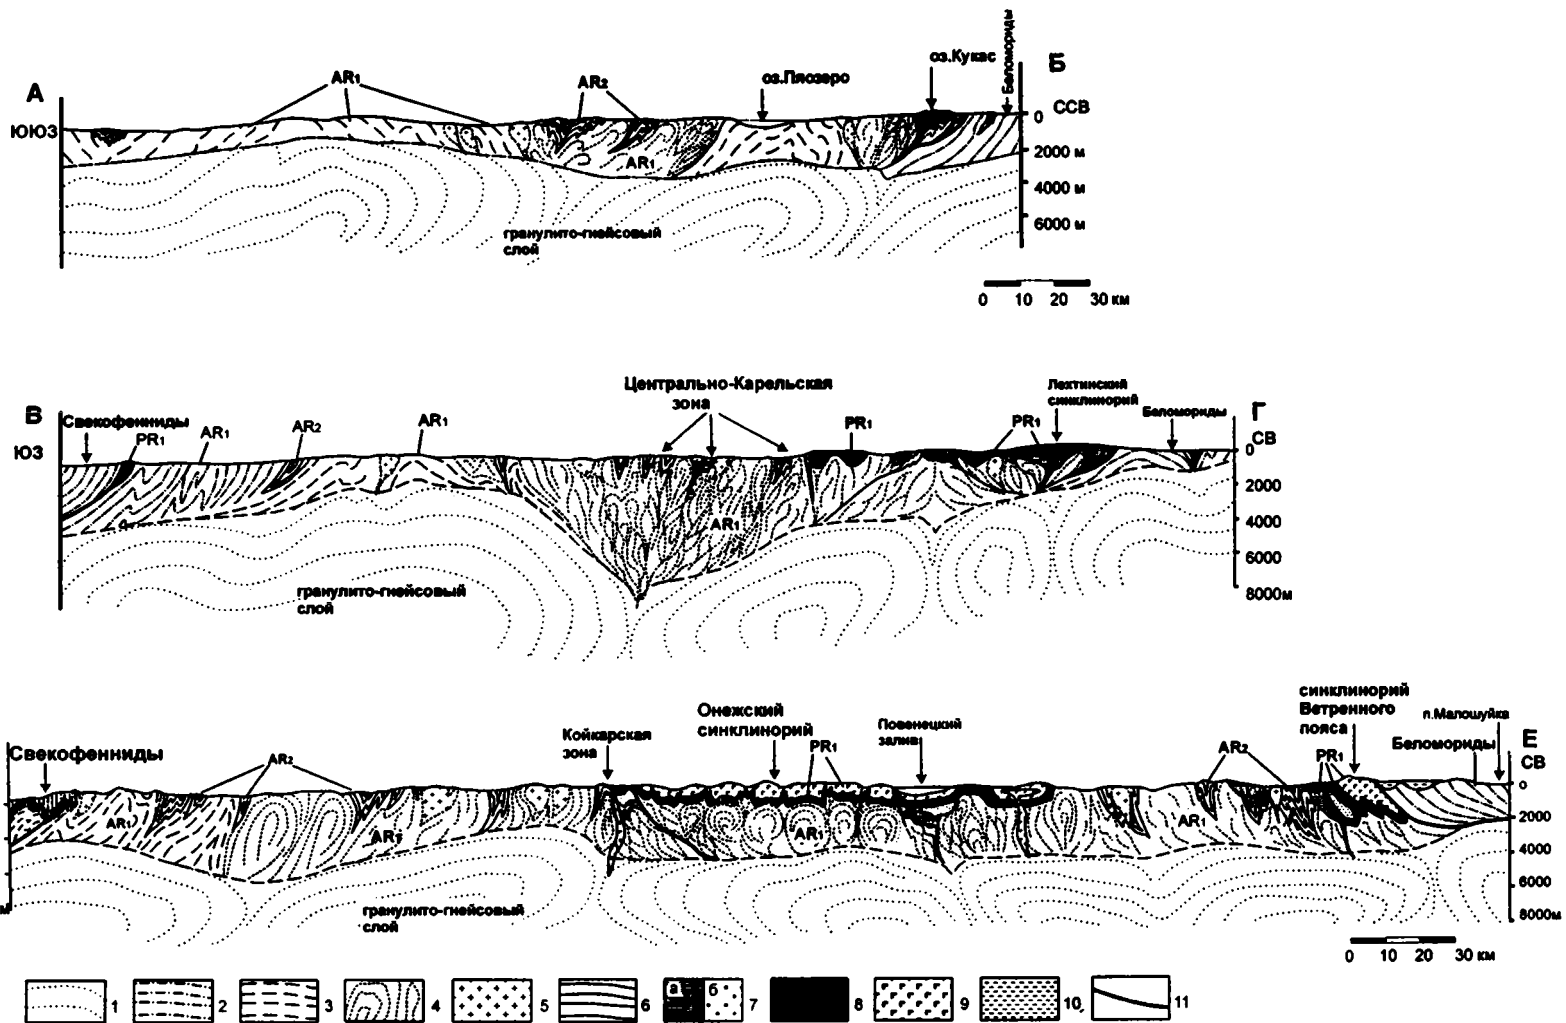 А
ЮЮЗ
AR₁
AR₂
оз.Пяозеро
оз.Кукас
Беломориды
Б
ССВ
0
2000 м
4000 м
6000 м
AR₁
гранулито-гнейсовый
слой
0 10 20 30 км
В
ЮЗ
Свекофенниды
PR₁
AR₁
AR₂
AR₁
Центрально-Карельская
зона
PR₁
PR₁
Лехтинский
синклинорий
Беломориды
Г
СВ
0
2000
4000
6000
8000м
AR₁
гранулито-гнейсовый
слой
Свекофенниды
AR₂
Койкарская
зона
Онежский
синклинорий
PR₁
Повенецкий
залив
AR₂
синклинорий
Ветренного
пояса
PR₁
п.Малошуйка
Беломориды
Е
СВ
0
2000
4000
6000
8000м
м
AR₁
AR₁
AR₁
AR₁
гранулито-гнейсовый
слой
0 10 20 30 км
1 2 3 4 5 6 а б 7 8 9 10 11